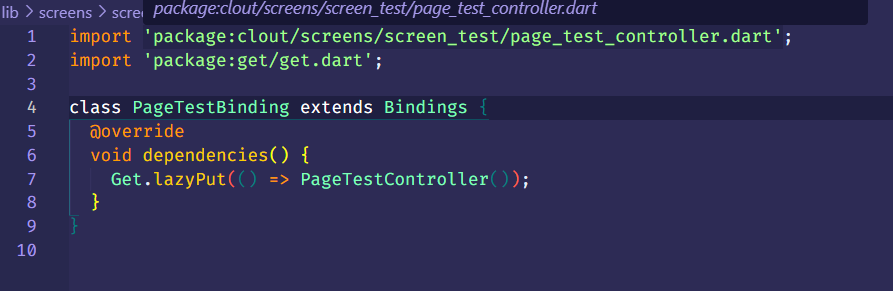 package:clout/screens/screen_test/page_test_controller.dart
lib > screens > scree
1 import 'package:clout/screens/screen_test/page_test_controller.dart';
2 import 'package:get/get.dart';
3
4 class PageTestBinding extends Bindings {
5   @override
6   void dependencies() {
7     Get.lazyPut(() => PageTestController());
8   }
9 }
10